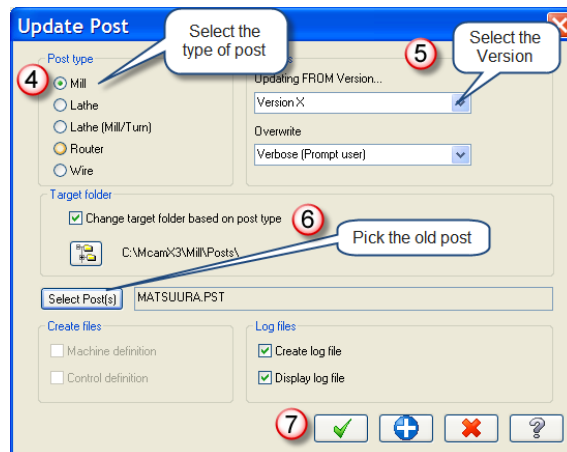 Update Post
Select the
type of post
Select the
Version
5
Post type
4
Mill
Lathe
Lathe (Mill/Turn)
Router
Wire
Updating FROM Version...
Version X
Overwrite
Verbose (Prompt user)
Target folder
Change target folder based on post type
6
C:\McamX3\Mill\Posts\
Pick the old post
Select Post(s)
MATSUURA.PST
Create files
Machine definition
Control definition
Log files
Create log file
Display log file
7
?